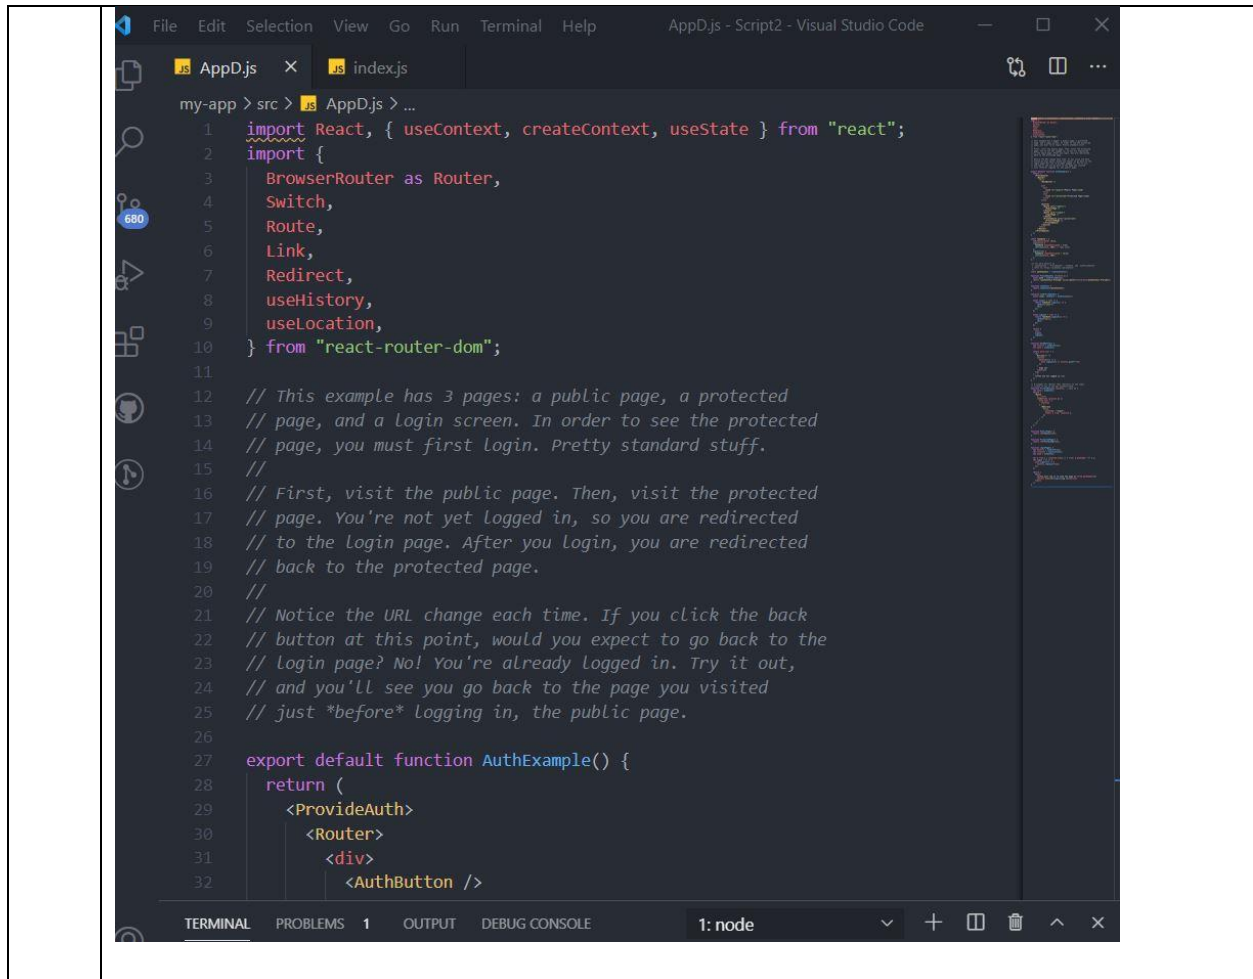 File Edit Selection View Go Run Terminal Help AppD.js - Script2 - Visual Studio Code
JS AppD.js JS index.js
my-app > src > JS AppD.js > ...
1 import React, { useContext, createContext, useState } from "react";
2 import {
3 BrowserRouter as Router,
4 Switch,
5 Route,
6 Link,
7 Redirect,
8 useHistory,
9 useLocation,
10 } from "react-router-dom";
11
12 // This example has 3 pages: a public page, a protected
13 // page, and a login screen. In order to see the protected
14 // page, you must first login. Pretty standard stuff.
15 //
16 // First, visit the public page. Then, visit the protected
17 // page. You're not yet logged in, so you are redirected
18 // to the login page. After you login, you are redirected
19 // back to the protected page.
20 //
21 // Notice the URL change each time. If you click the back
22 // button at this point, would you expect to go back to the
23 // login page? No! You're already logged in. Try it out,
24 // and you'll see you go back to the page you visited
25 // just *before* logging in, the public page.
26
27 export default function AuthExample() {
28 return (
29 <ProvideAuth>
30 <Router>
31 <div>
32 <AuthButton />
680
TERMINAL PROBLEMS 1 OUTPUT DEBUG CONSOLE 1: node